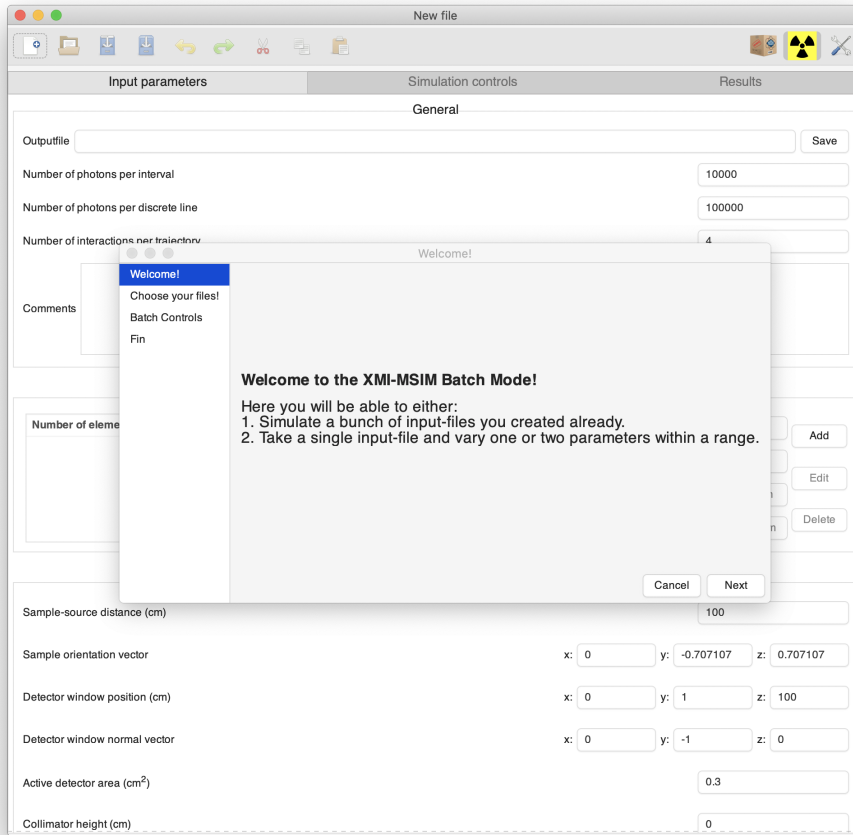 New file
Input parameters
Simulation controls
Results
General
Outputfile
Save
Number of photons per interval
10000
Number of photons per discrete line
100000
Number of interactions per trajectory
4
Comments
Welcome!
Welcome!
Choose your files!
Batch Controls
Fin
Welcome to the XMI-MSIM Batch Mode!
Here you will be able to either:
1. Simulate a bunch of input-files you created already.
2. Take a single input-file and vary one or two parameters within a range.
Cancel
Next
Number of eleme
Add
Edit
Delete
Sample-source distance (cm)
100
Sample orientation vector
x: 0 y: -0.707107 z: 0.707107
Detector window position (cm)
x: 0 y: 1 z: 100
Detector window normal vector
x: 0 y: -1 z: 0
Active detector area (cm²)
0.3
Collimator height (cm)
0